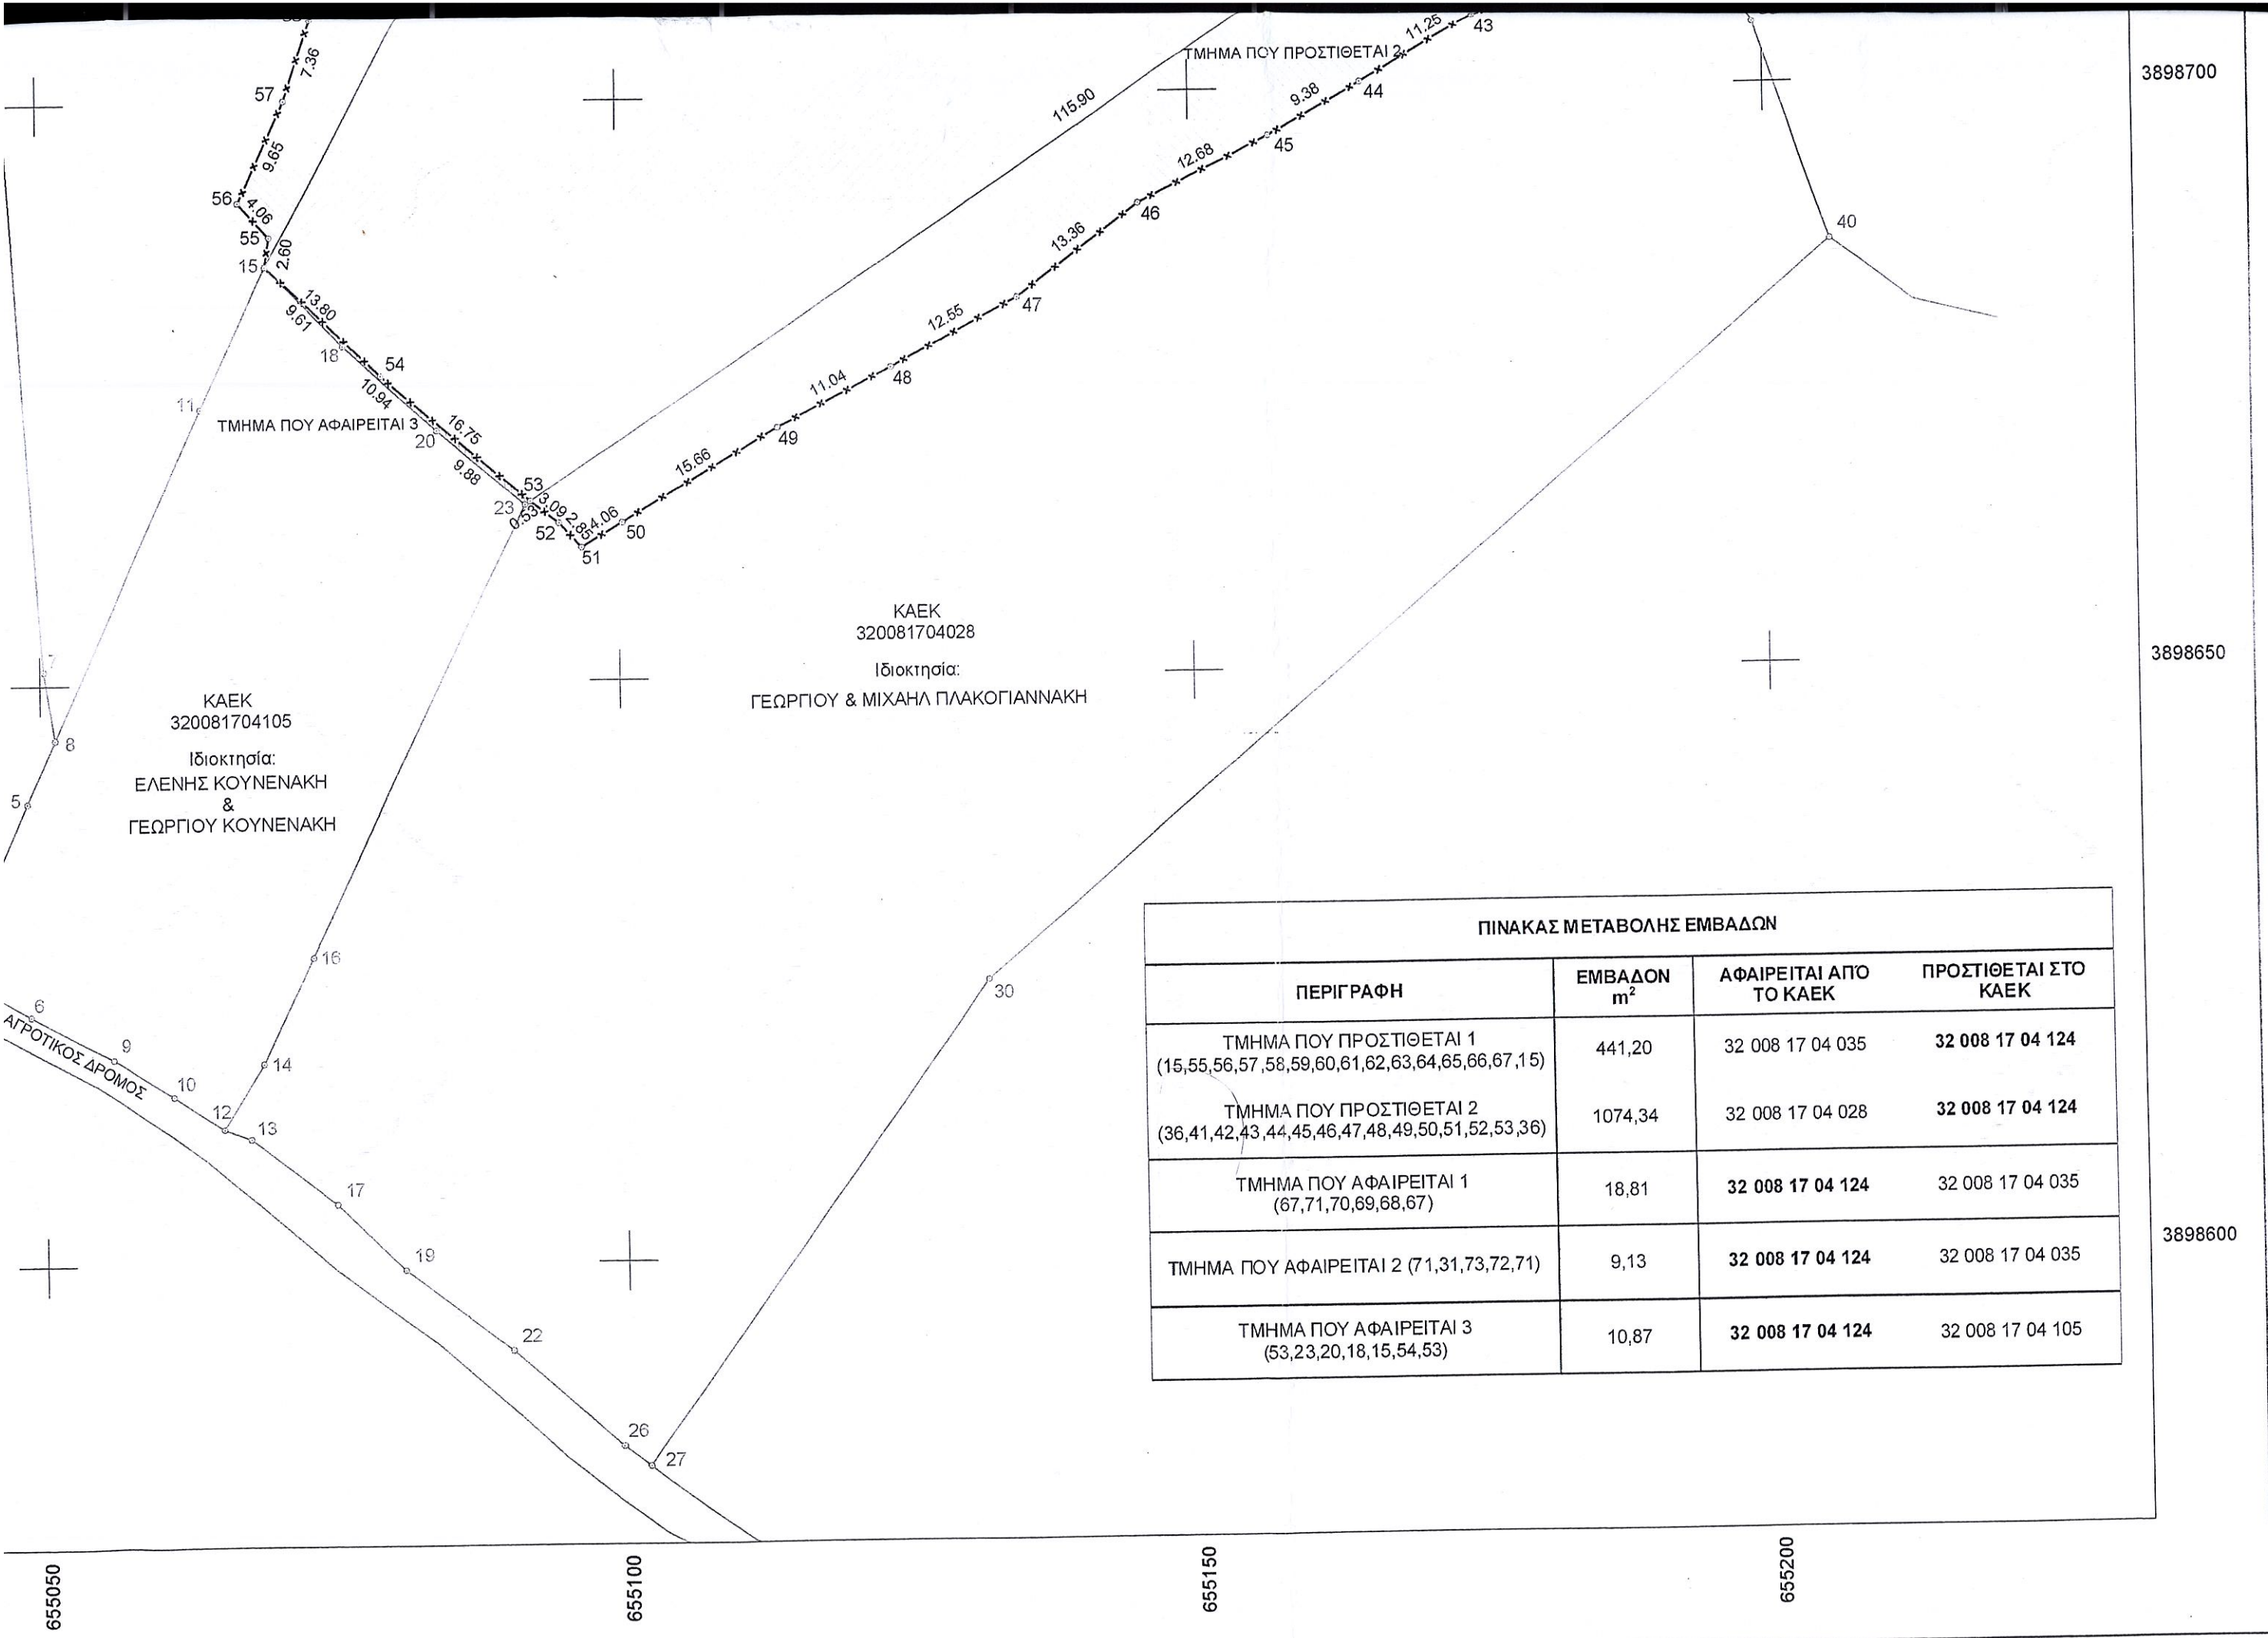 7.36
57
9.65
56
4.06
55
2.60
15
13.80
9.61
18
54
10.94
11
ΤΜΗΜΑ ΠΟΥ ΑΦΑΙΡΕΙΤΑΙ 3
20
16.75
9.88
53
23
3.09
0.53
2.85
52
4.06
51
50
15.66
49
11.04
48
12.55
47
13.36
46
12.68
45
9.38
44
11.25
43
ΤΜΗΜΑ ΠΟΥ ΠΡΟΣΤΙΘΕΤΑΙ 2
115.90
40
3898700
3898650
3898600
ΚΑΕΚ
320081704028
Ιδιοκτησία:
ΓΕΩΡΓΙΟΥ & ΜΙΧΑΗΛ ΠΛΑΚΟΓΙΑΝΝΑΚΗ
7
8
5
ΚΑΕΚ
320081704105
Ιδιοκτησία:
ΕΛΕΝΗΣ ΚΟΥΝΕΝΑΚΗ
&
ΓΕΩΡΓΙΟΥ ΚΟΥΝΕΝΑΚΗ
16
30
6
ΑΓΡΟΤΙΚΟΣ ΔΡΟΜΟΣ
9
10
14
12
13
17
19
22
26
27
ΠΙΝΑΚΑΣ ΜΕΤΑΒΟΛΗΣ ΕΜΒΑΔΩΝ
ΠΕΡΙΓΡΑΦΗ
ΕΜΒΑΔΟΝ
m²
ΑΦΑΙΡΕΙΤΑΙ ΑΠΌ
ΤΟ ΚΑΕΚ
ΠΡΟΣΤΙΘΕΤΑΙ ΣΤΟ
ΚΑΕΚ
ΤΜΗΜΑ ΠΟΥ ΠΡΟΣΤΙΘΕΤΑΙ 1
(15,55,56,57,58,59,60,61,62,63,64,65,66,67,15)
441,20
32 008 17 04 035
32 008 17 04 124
ΤΜΗΜΑ ΠΟΥ ΠΡΟΣΤΙΘΕΤΑΙ 2
(36,41,42,43,44,45,46,47,48,49,50,51,52,53,36)
1074,34
32 008 17 04 028
32 008 17 04 124
ΤΜΗΜΑ ΠΟΥ ΑΦΑΙΡΕΙΤΑΙ 1
(67,71,70,69,68,67)
18,81
32 008 17 04 124
32 008 17 04 035
ΤΜΗΜΑ ΠΟΥ ΑΦΑΙΡΕΙΤΑΙ 2 (71,31,73,72,71)
9,13
32 008 17 04 124
32 008 17 04 035
ΤΜΗΜΑ ΠΟΥ ΑΦΑΙΡΕΙΤΑΙ 3
(53,23,20,18,15,54,53)
10,87
32 008 17 04 124
32 008 17 04 105
655050
655100
655150
655200